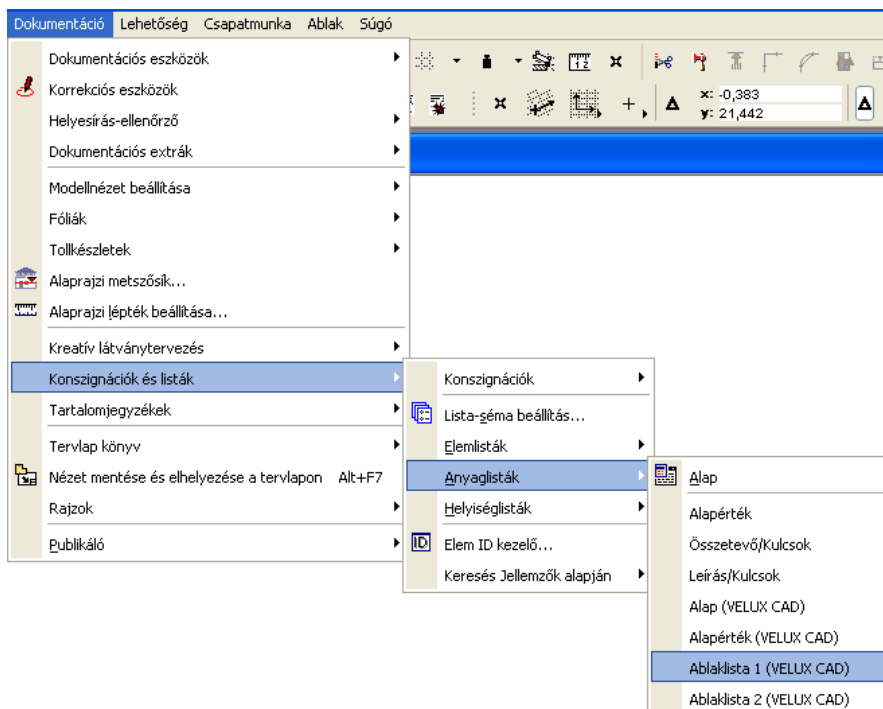 Dokumentáció Lehetőség Csapatmunka Ablak Súgó
Dokumentációs eszközök
Korrekciós eszközök
Helyesírás-ellenőrző
Dokumentációs extrák
Modellnézet beállítása
Fóliák
Tollkészletek
Alaprajzi metszősík...
Alaprajzi lépték beállítása...
Kreatív látványtervezés
Konszignációk és listák
Tartalomjegyzékek
Tervlap könyv
Nézet mentése és elhelyezése a tervlapon Alt+F7
Rajzok
Publikáló
x: -0,383
y: 21,442
Konszignációk
Lista-séma beállítás...
Elemlisták
Anyaglisták
Helyiséglisták
Elem ID kezelő...
Keresés Jellemzők alapján
Alap
Alapérték
Összetevő/Kulcsok
Leírás/Kulcsok
Alap (VELUX CAD)
Alapérték (VELUX CAD)
Ablaklista 1 (VELUX CAD)
Ablaklista 2 (VELUX CAD)